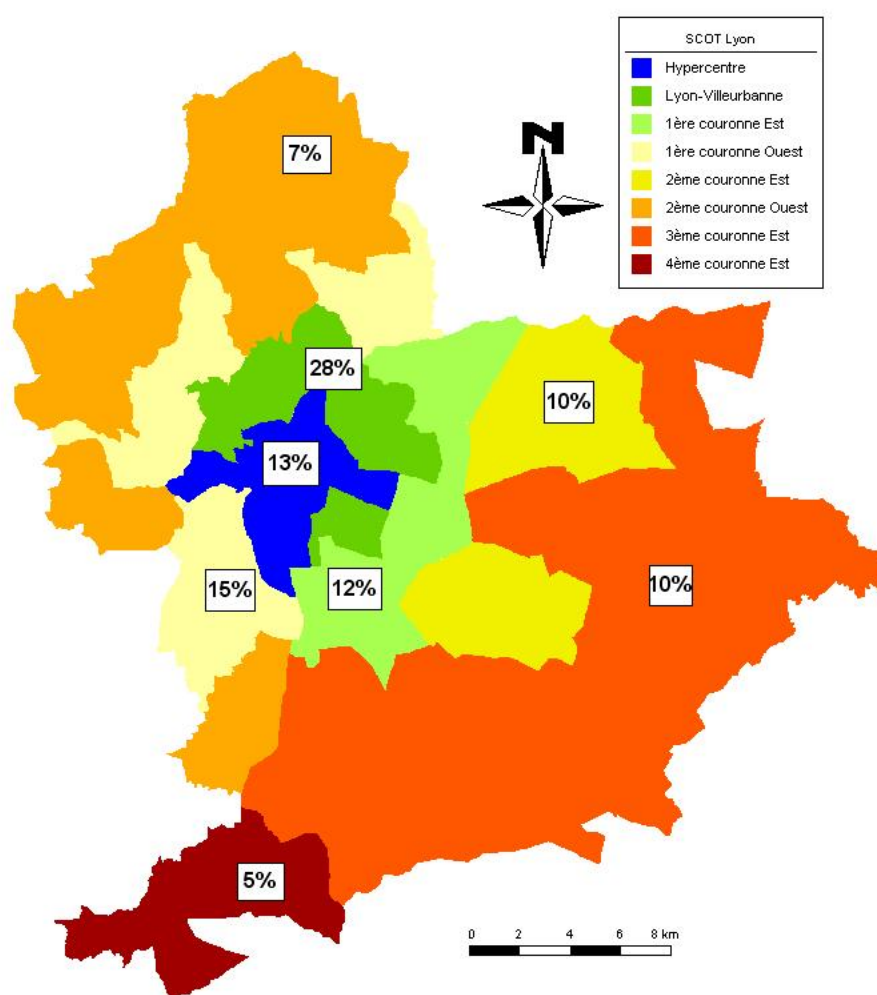 SCOT Lyon
Hypercentre
Lyon-Villeurbanne
1ère couronne Est
1ère couronne Ouest
2ème couronne Est
2ème couronne Ouest
3ème couronne Est
4ème couronne Est
N
7%
28%
10%
13%
15%
12%
10%
5%
0 2 4 6 8 km